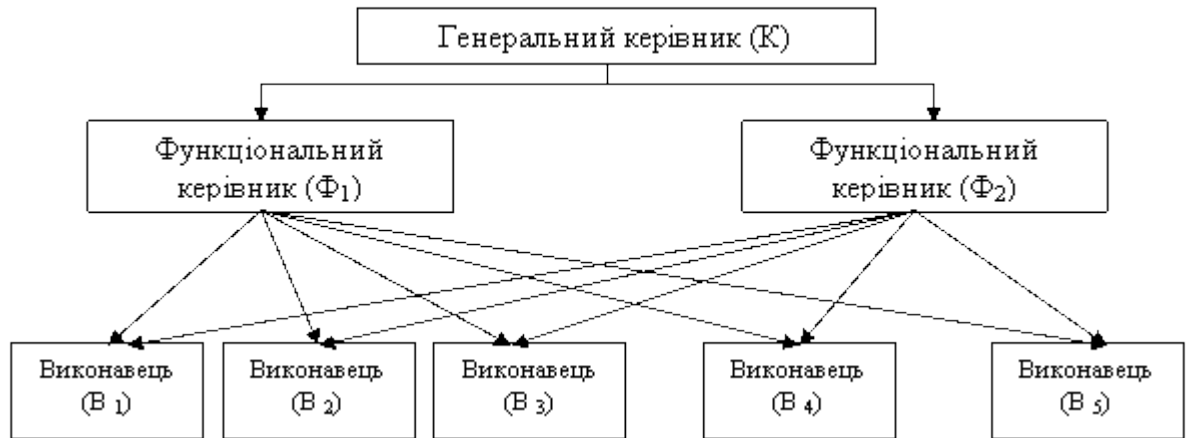 Генеральний керівник (К)
Функціональний
керівник (Ф1)
Функціональний
керівник (Ф2)
Виконавець
(В 1)
Виконавець
(В 2)
Виконавець
(В 3)
Виконавець
(В 4)
Виконавець
(В 5)